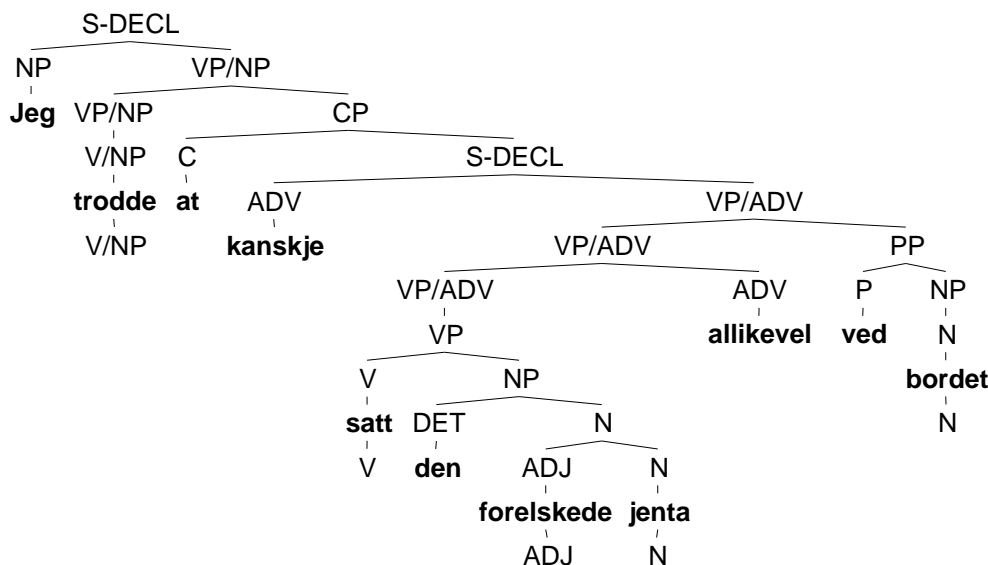 S-DECL
NP VP/NP
Jeg VP/NP CP
V/NP C S-DECL
trodde at ADV VP/ADV
V/NP kanskje VP/ADV PP
VP/ADV ADV P NP
VP allikevel ved N
V NP bordet
satt DET N N
V den ADJ N
forelskede jenta
ADJ N